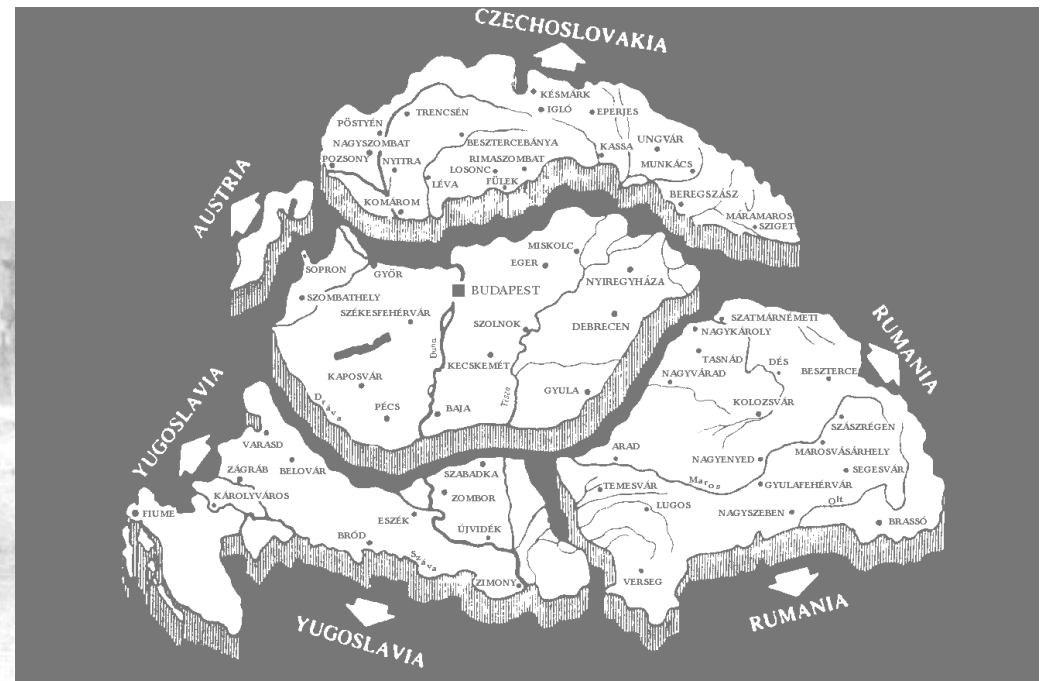 CZECHOSLOVAKIA
KÉSMÁRK
IGLÓ
EPERJES
TRENCSÉN
PÖSTYÉN
NAGYSZOMBAT
BESZTERCEBÁNYA
POZSONY
NYITRA
RIMASZOMBAT
LOSONC
KASSA
UNGVÁR
MUNKÁCS
LÉVA
FÜLEK
KOMÁROM
BEREGSZÁSZ
MÁRAMAROS
SZIGET
AUSTRIA
MISKOLC
EGER
SOPRON
GYŐR
NYIREGYHÁZA
BUDAPEST
SZOMBATHELY
SZÉKESFEHÉRVÁR
SZOLNOK
DEBRECEN
Duna
KECSKEMÉT
KAPOSVÁR
Tisza
GYULA
Dráva
PÉCS
BAJA
RUMANIA
SZATMÁRNÉMETI
NAGYKÁROLY
TASNÁD
DÉS
NAGYVÁRAD
BESZTERCE
KOLOZSVÁR
SZÁSZRÉGEN
MAROSVÁSÁRHELY
ARAD
NAGYENYED
SEGESVÁR
Maros
TEMESVÁR
GYULAFEHÉRVÁR
LUGOS
NAGYSZEBEN
Olt
BRASSÓ
VERSEG
RUMANIA
YUGOSLAVIA
VARASD
ZÁGRÁB
BELOVÁR
SZABADKA
KÁROLYVÁROS
ZOMBOR
FIUME
ESZÉK
ÚJVIDÉK
BRÓD
Száva
ZIMONY
YUGOSLAVIA